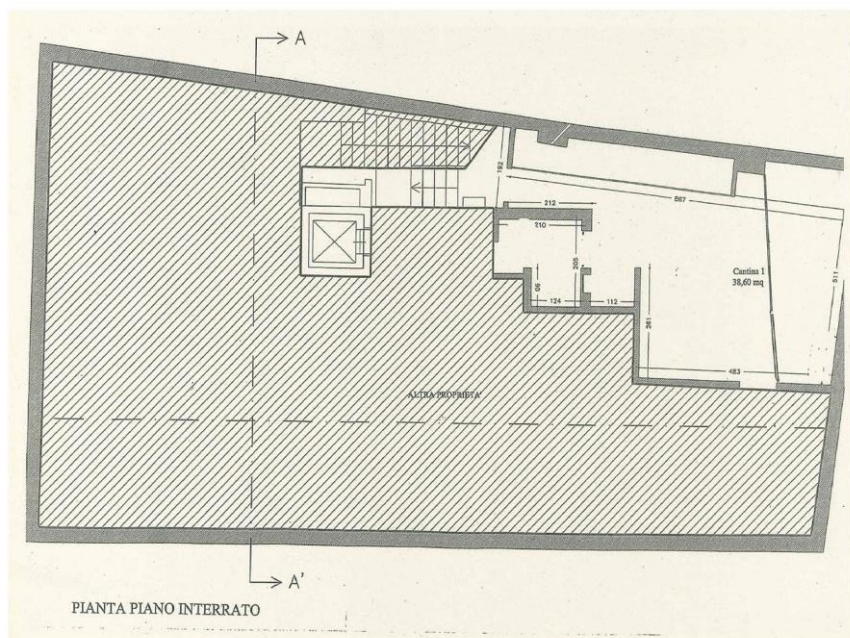 A
192
867
212
210
205
90
Cantina 1
38,60 mq
511
124
112
261
483
ALTRA PROPRIETA'
A'
PIANTA PIANO INTERRATO